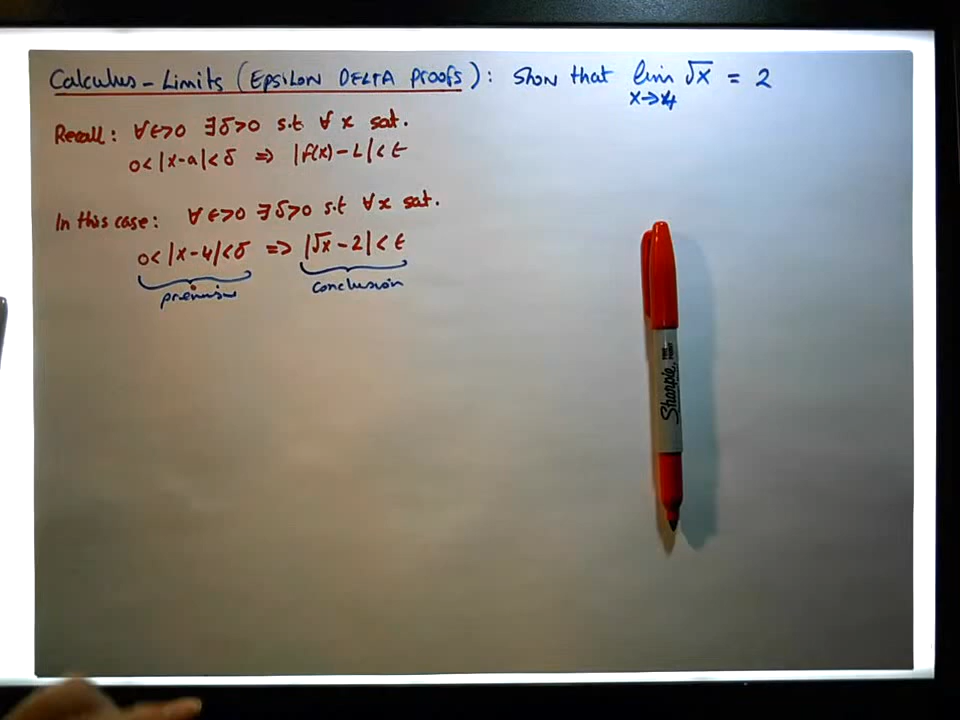 Calculus - Limits (EPSILON DELTA Proofs): Show that lim √x = 2
x→4
Recall: ∀ε>0 ∃δ>0 s.t ∀ x sat.
0<|x-a|<δ ⇒ |f(x)-L|<ε
In this case: ∀ε>0 ∃δ>0 s.t ∀x sat.
0<|x-4|<δ ⇒ |√x-2|<ε
premise conclusion
Sharpie